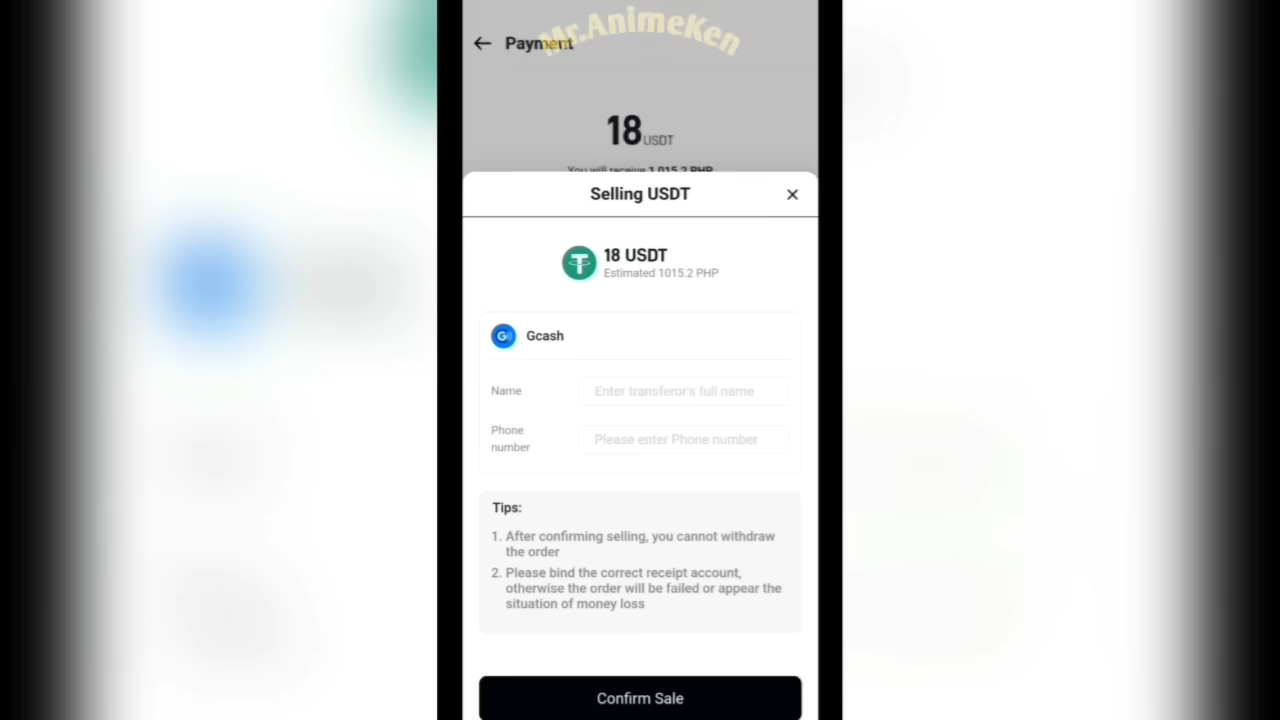 Mr.AnimeKen
Payment
18 USDT
You will receive 1,015.2 PHP
Selling USDT
18 USDT
Estimated 1015.2 PHP
Gcash
Name
Enter transferor's full name
Phone
number
Please enter Phone number
Tips:
1. After confirming selling, you cannot withdraw
the order
2. Please bind the correct receipt account,
otherwise the order will be failed or appear the
situation of money loss
Confirm Sale